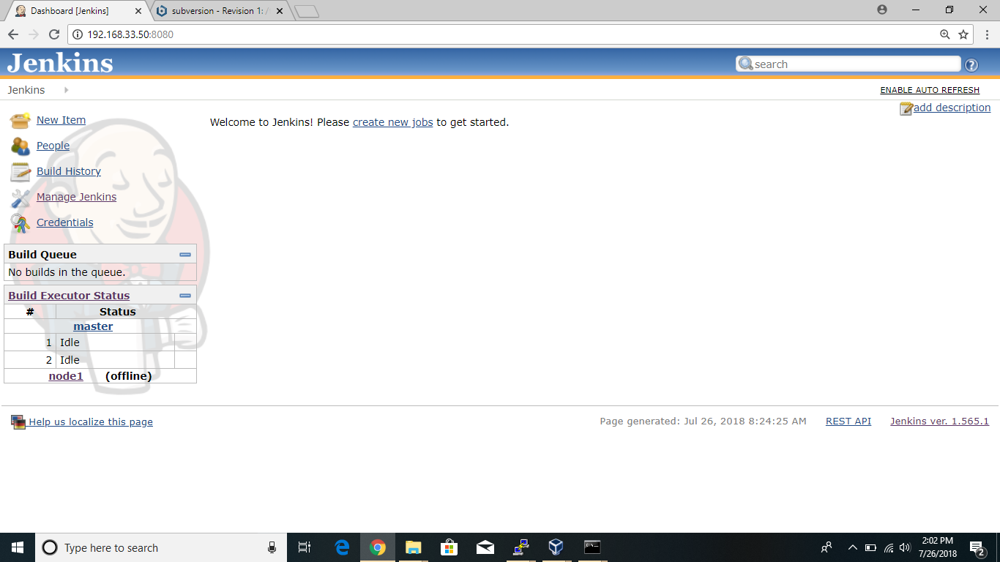 Dashboard [Jenkins]
subversion - Revision 1: /
192.168.33.50:8080
Jenkins
search
?
Jenkins
ENABLE AUTO REFRESH
add description
New Item
Welcome to Jenkins! Please create new jobs to get started.
People
Build History
Manage Jenkins
Credentials
Build Queue
No builds in the queue.
Build Executor Status
# Status
master
1 Idle
2 Idle
node1 (offline)
Help us localize this page
Page generated: Jul 26, 2018 8:24:25 AM REST API Jenkins ver. 1.565.1
Type here to search
2:02 PM
7/26/2018
2